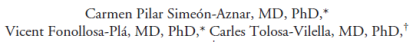 Carmen Pilar Simeón-Aznar, MD, PhD,*
Vicent Fonollosa-Plá, MD, PhD,* Carles Tolosa-Vilella, MD, PhD,†